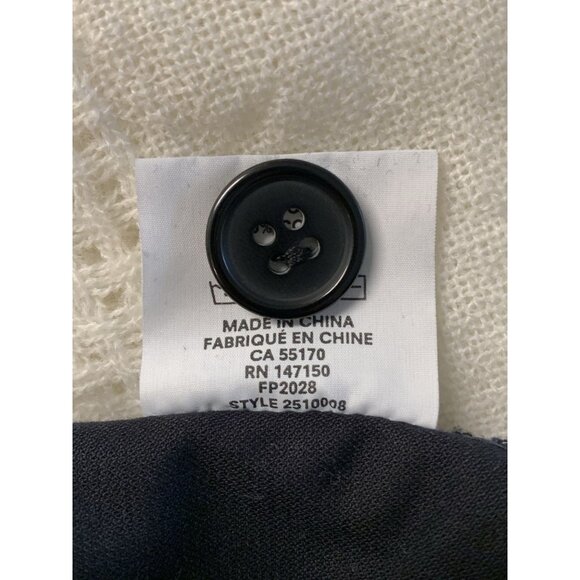 MADE IN CHINA
FABRIQUÉ EN CHINE
CA 55170
RN 147150
FP2028
STYLE 2510008